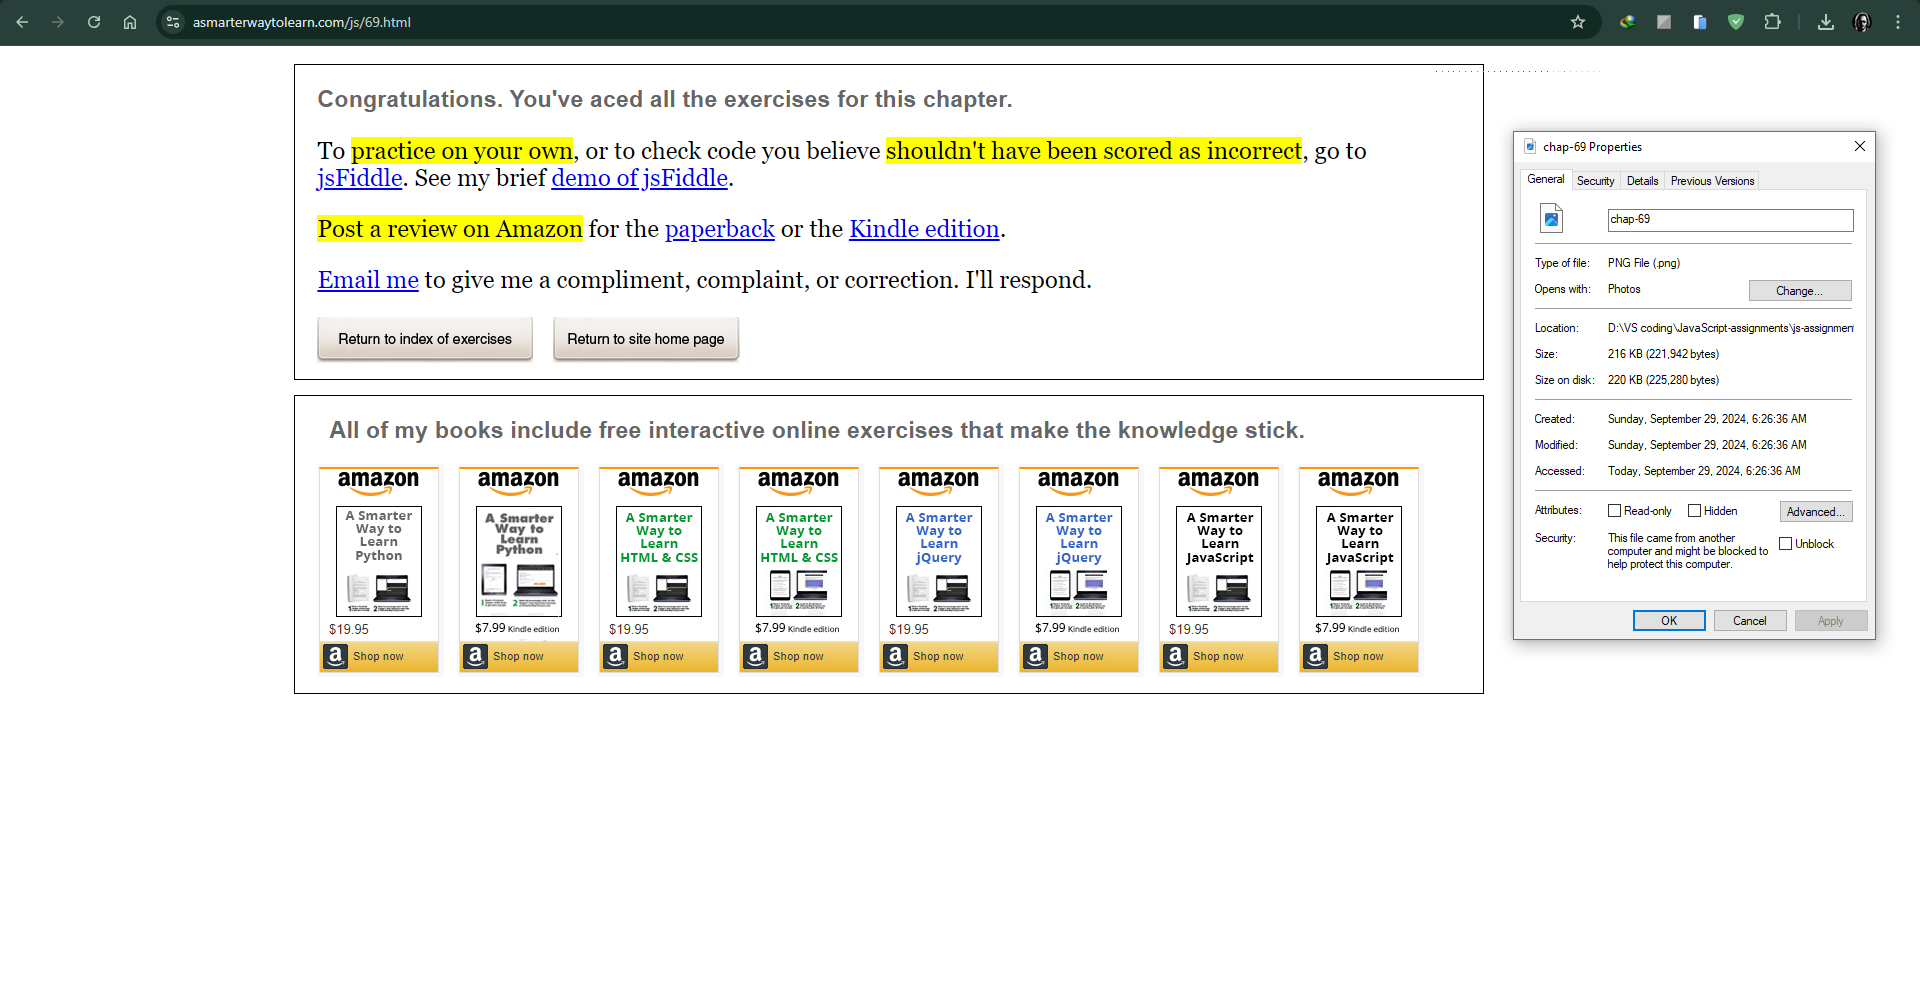 asmarterwaytolearn.com/js/69.html
Congratulations. You've aced all the exercises for this chapter.
To practice on your own, or to check code you believe shouldn't have been scored as incorrect, go to
jsFiddle. See my brief demo of jsFiddle.
Post a review on Amazon for the paperback or the Kindle edition.
Email me to give me a compliment, complaint, or correction. I'll respond.
Return to index of exercises
Return to site home page
All of my books include free interactive online exercises that make the knowledge stick.
amazon
A Smarter
Way to
Learn
Python
$19.95
a Shop now
amazon
A Smarter
Way to
Learn
Python
$7.99 Kindle edition
a Shop now
amazon
A Smarter
Way to
Learn
HTML & CSS
$19.95
a Shop now
amazon
A Smarter
Way to
Learn
HTML & CSS
$7.99 Kindle edition
a Shop now
amazon
A Smarter
Way to
Learn
jQuery
$19.95
a Shop now
amazon
A Smarter
Way to
Learn
jQuery
$7.99 Kindle edition
a Shop now
amazon
A Smarter
Way to
Learn
JavaScript
$19.95
a Shop now
amazon
A Smarter
Way to
Learn
JavaScript
$7.99 Kindle edition
a Shop now
chap-69 Properties
General Security Details Previous Versions
chap-69
Type of file: PNG File (.png)
Opens with: Photos Change...
Location: D:\VS coding\JavaScript-assignments\js-assignmen
Size: 216 KB (221,942 bytes)
Size on disk: 220 KB (225,280 bytes)
Created: Sunday, September 29, 2024, 6:26:36 AM
Modified: Sunday, September 29, 2024, 6:26:36 AM
Accessed: Today, September 29, 2024, 6:26:36 AM
Attributes: Read-only Hidden Advanced...
Security: This file came from another
computer and might be blocked to
help protect this computer.
Unblock
OK Cancel Apply